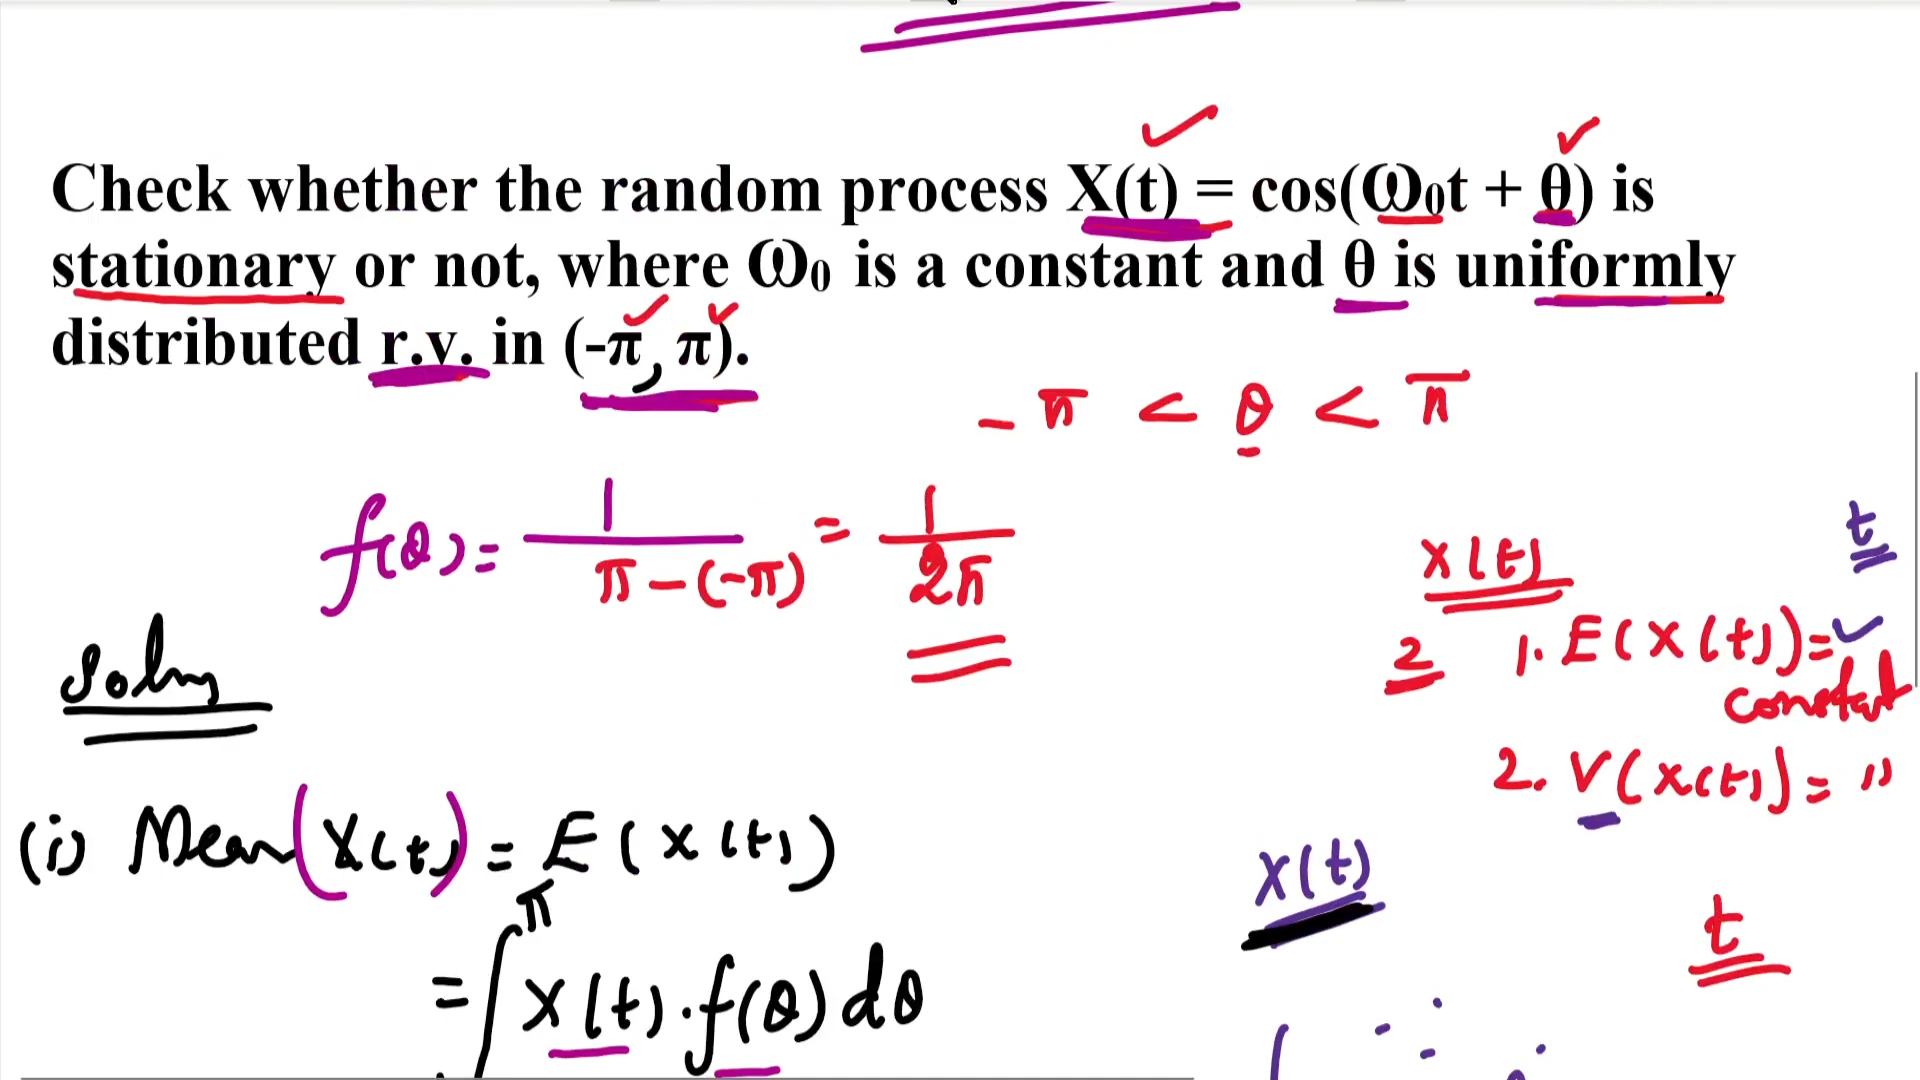 Check whether the random process X(t) = cos(ω₀t + θ) is
stationary or not, where ω₀ is a constant and θ is uniformly
distributed r.v. in (-π, π).
-π < θ < π
f(θ) = 1/(π-(-π)) = 1/2π
t
X(t)
Soln
2 1. E(X(t)) = ✓
constant
2. V(X(t)) = "
(i) Mean(X(t)) = E(X(t))
X(t)
t
π
= ∫ X(t)·f(θ)dθ